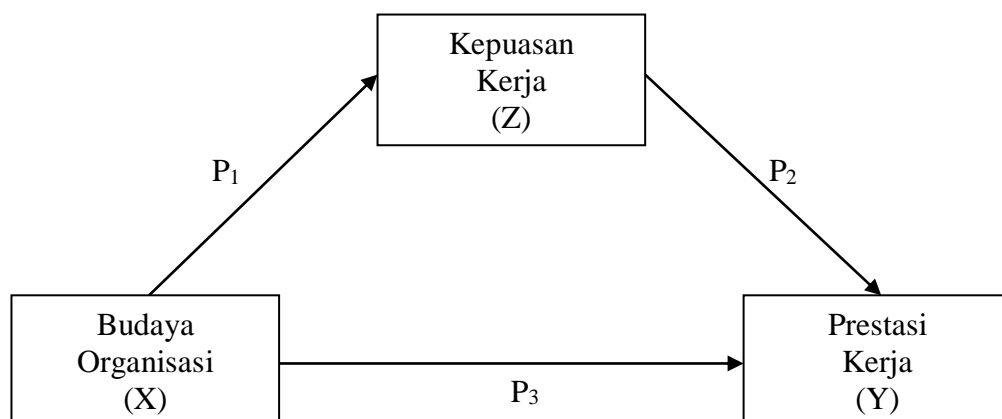 Kepuasan
Kerja
(Z)
P₁
P₂
Budaya
Organisasi
(X)
P₃
Prestasi
Kerja
(Y)